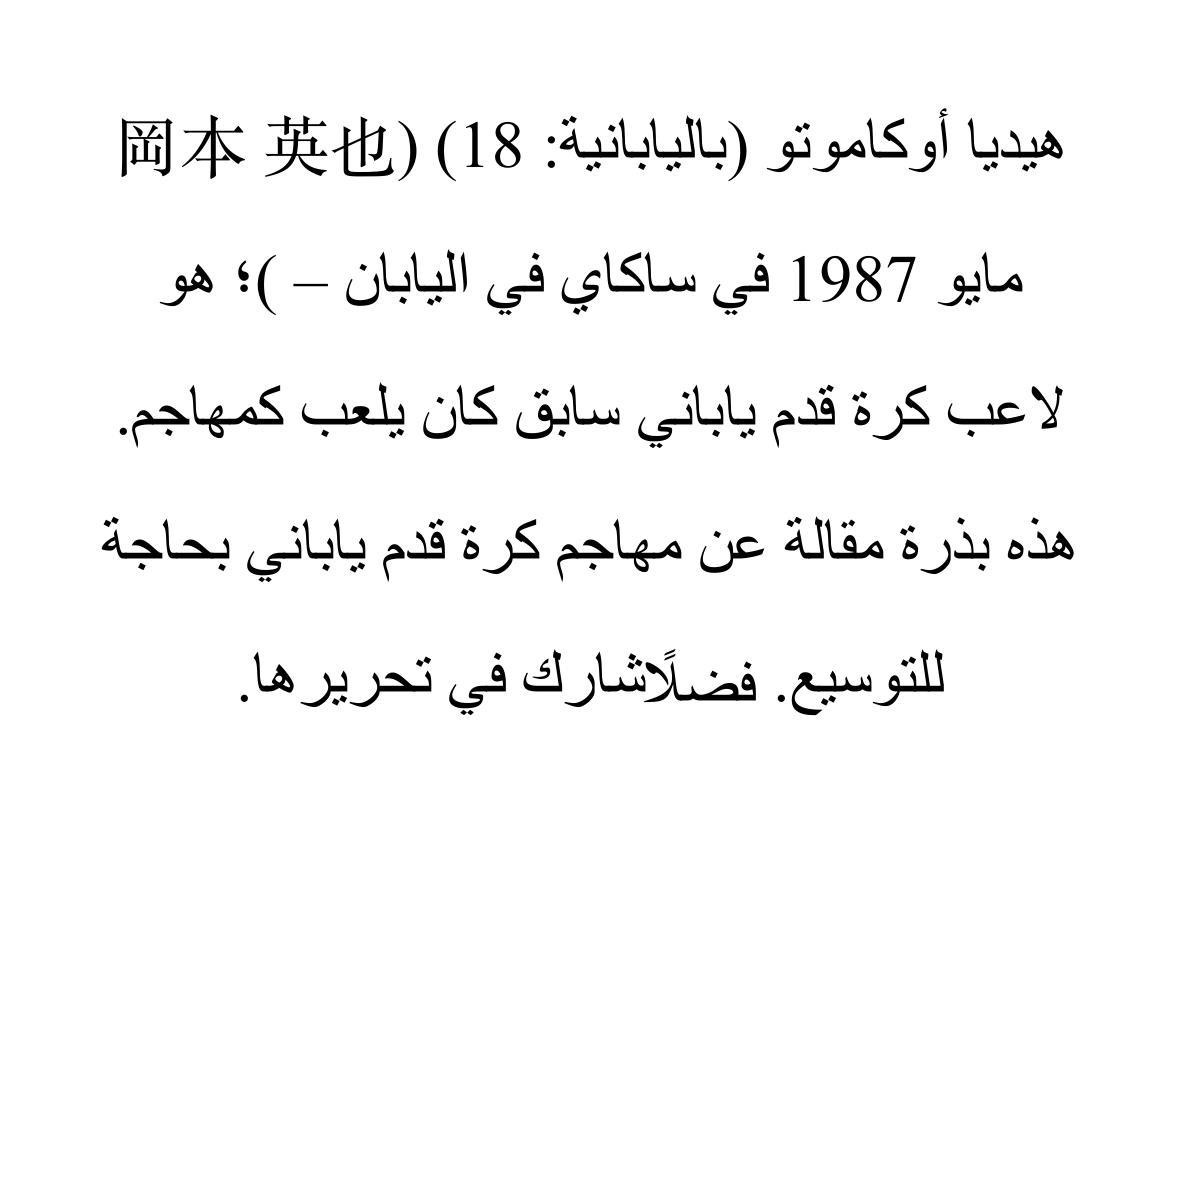 هيديا أوكاموتو (باليابانية: 岡本 英也) (18
مايو 1987 في ساكاي في اليابان – )؛ هو
لاعب كرة قدم ياباني سابق كان يلعب كمهاجم.
هذه بذرة مقالة عن مهاجم كرة قدم ياباني بحاجة
للتوسيع. فضلًاشارك في تحريرها.